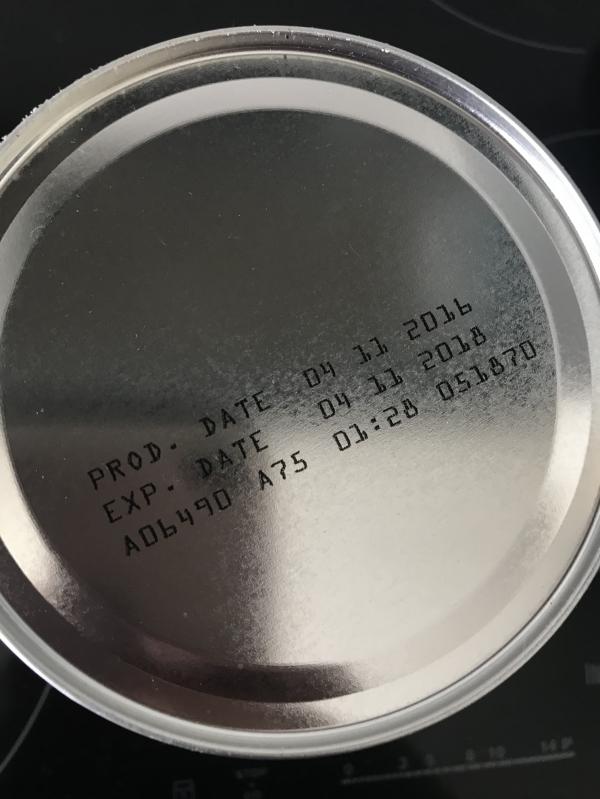 PROD. DATE 04 11 2016
EXP. DATE 04 11 2018
A06490 A75 01:28 051870